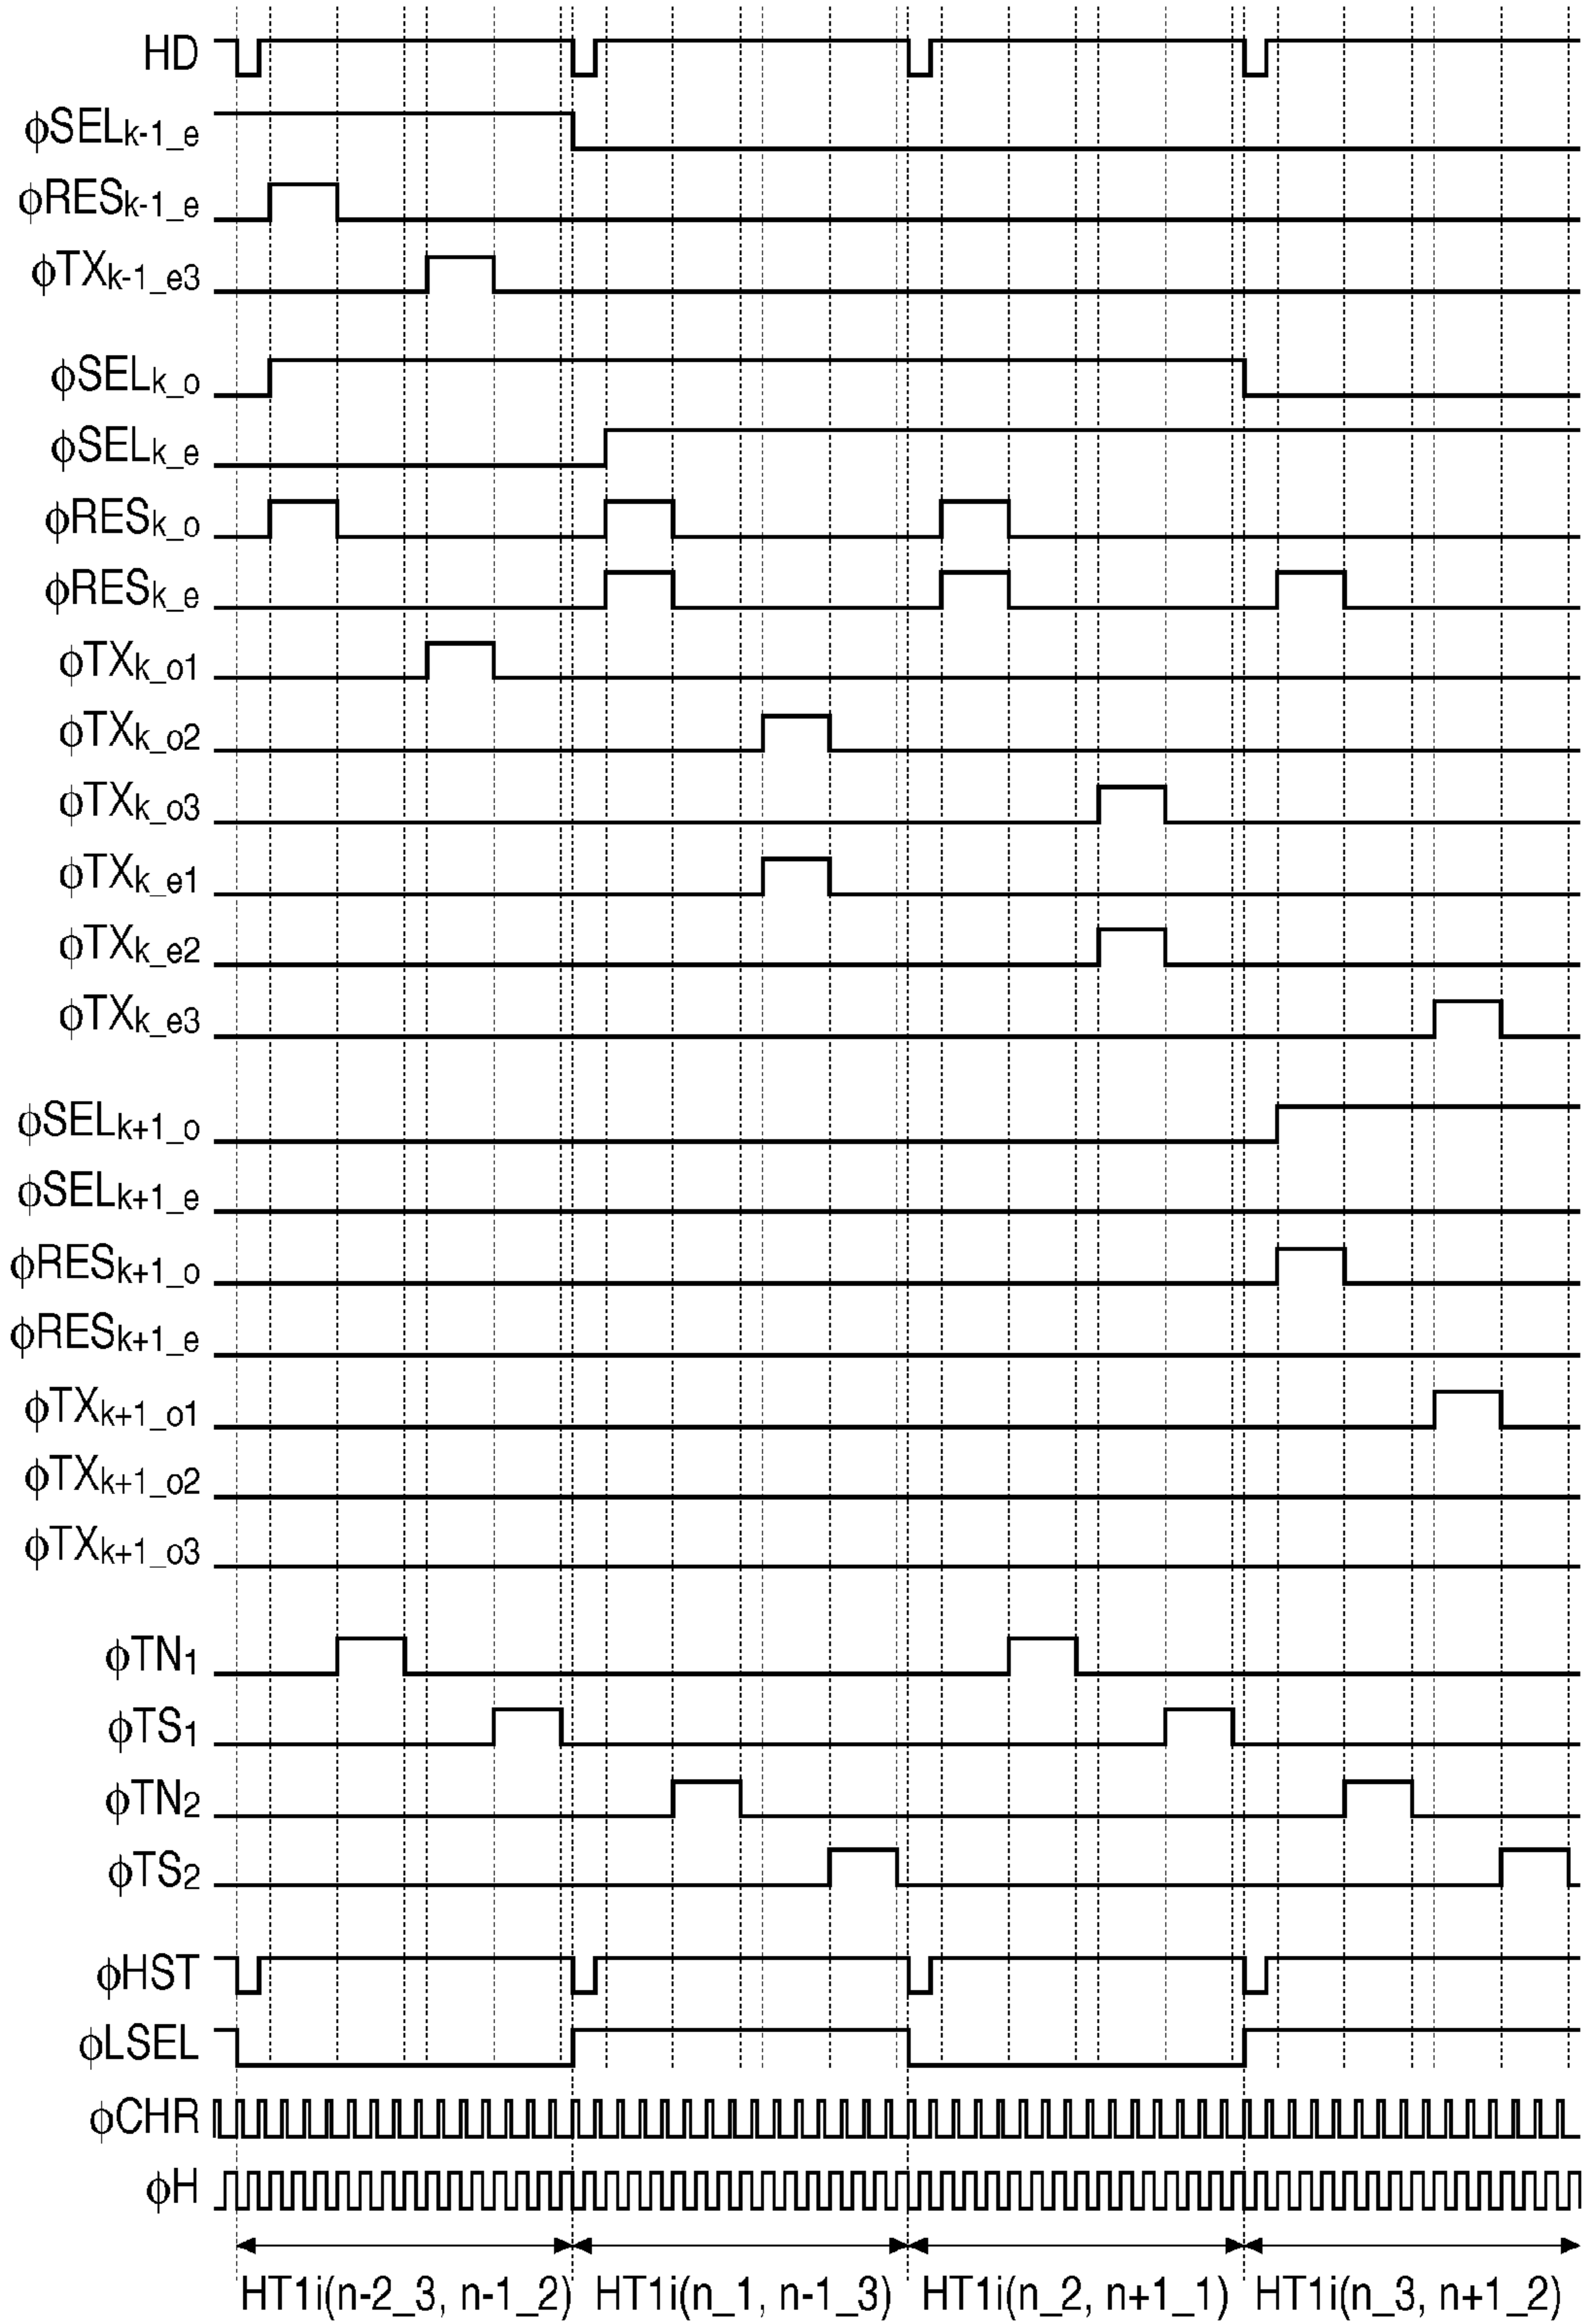 HD
ϕSELk-1_e
ϕRESk-1_e
ϕTXk-1_e3
ϕSELk_o
ϕSELk_e
ϕRESk_o
ϕRESk_e
ϕTXk_o1
ϕTXk_o2
ϕTXk_o3
ϕTXk_e1
ϕTXk_e2
ϕTXk_e3
ϕSELk+1_o
ϕSELk+1_e
ϕRESk+1_o
ϕRESk+1_e
ϕTXk+1_o1
ϕTXk+1_o2
ϕTXk+1_o3
ϕTN1
ϕTS1
ϕTN2
ϕTS2
ϕHST
ϕLSEL
ϕCHR
ϕH
HT1i(n-2_3, n-1_2) HT1i(n_1, n-1_3) HT1i(n_2, n+1_1) HT1i(n_3, n+1_2)